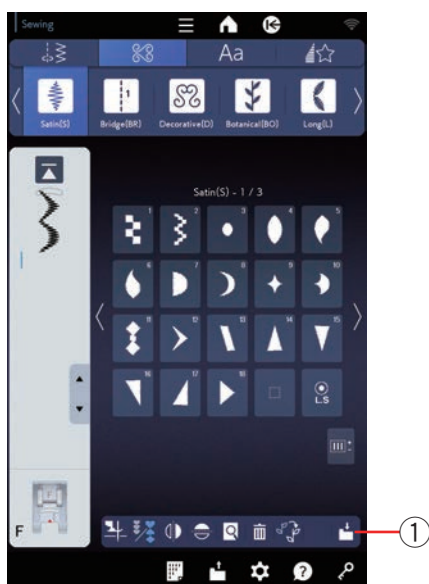 Sewing
1
Aa
Satin(S) Bridge(BR) Decorative(D) Botanical(BO) Long(L)
Satin(S) - 1 / 3
1 2 3 4 5
6 7 8 9 10
11 12 13 14 15
16 17 18 L.S
F
?
1